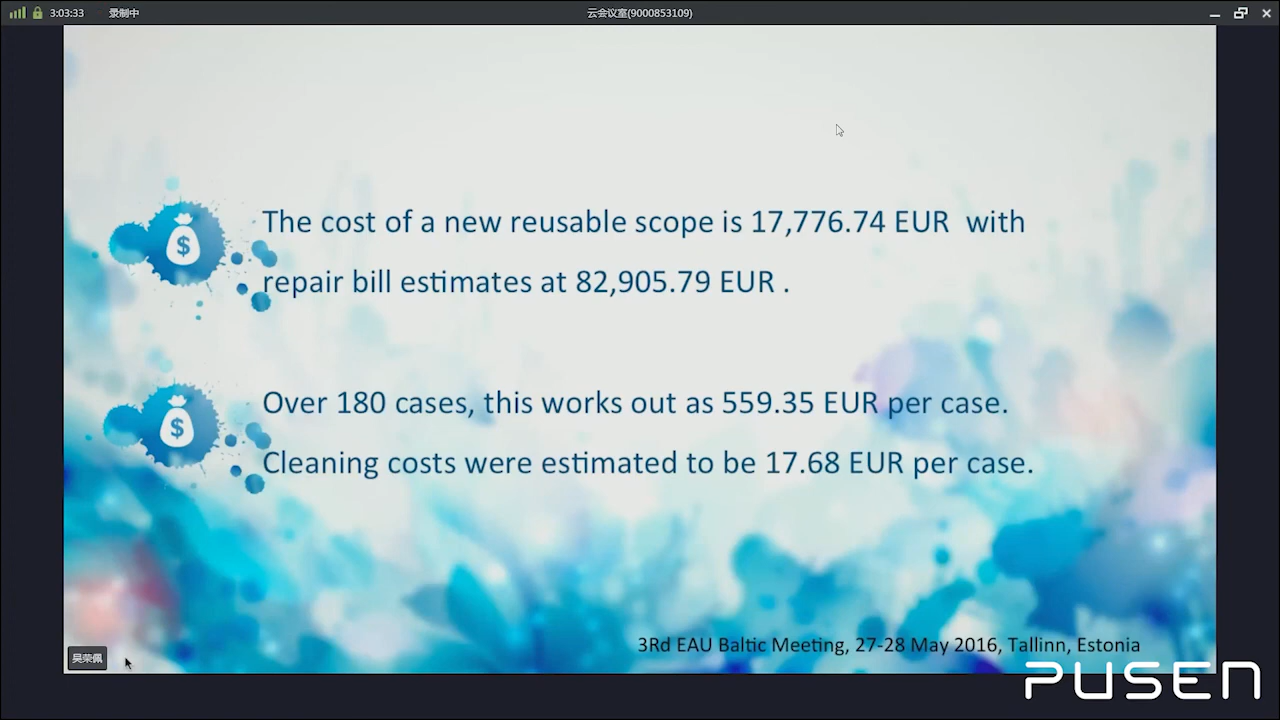 3:03:33 录制中 云会议室(9000853109)
The cost of a new reusable scope is 17,776.74 EUR with
repair bill estimates at 82,905.79 EUR .
Over 180 cases, this works out as 559.35 EUR per case.
Cleaning costs were estimated to be 17.68 EUR per case.
3Rd EAU Baltic Meeting, 27-28 May 2016, Tallinn, Estonia
吴荣佩
PUSEN